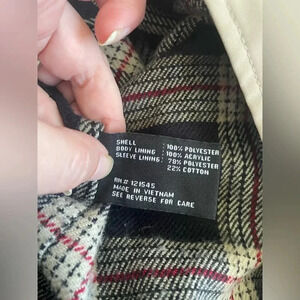 SHELL : 100% POLYESTER
BODY LINING : 100% ACRYLIC
SLEEVE LINING : 78% POLYESTER
22% COTTON
RN# 121545
MADE IN VIETNAM
SEE REVERSE FOR CARE